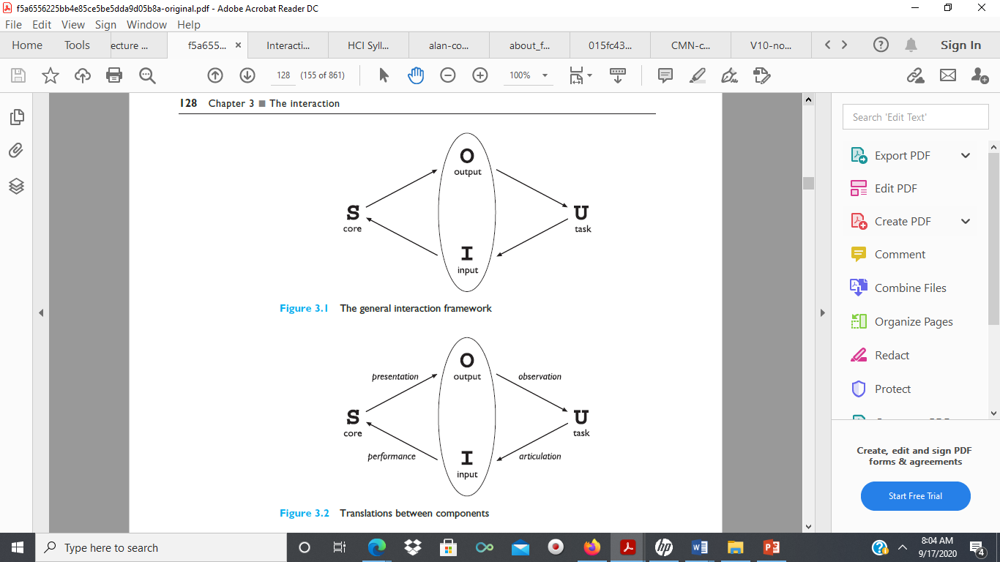 f5a6556225bb4e85ce5be5dda9d05b8a-original.pdf - Adobe Acrobat Reader DC
File Edit View Sign Window Help
Home Tools ecture ... f5a655... × Interacti... HCI Syll... alan-co... about_f... 015fc43... CMN-c... V10-no... Sign In
128 (155 of 861) 100%
128 Chapter 3 ■ The interaction
O
output
S
core
U
task
I
input
Figure 3.1 The general interaction framework
O
presentation output observation
S
core
U
task
performance I articulation
input
Figure 3.2 Translations between components
Search 'Edit Text'
Export PDF
Edit PDF
Create PDF
Comment
Combine Files
Organize Pages
Redact
Protect
Create, edit and sign PDF
forms & agreements
Start Free Trial
Type here to search
8:04 AM
9/17/2020
4